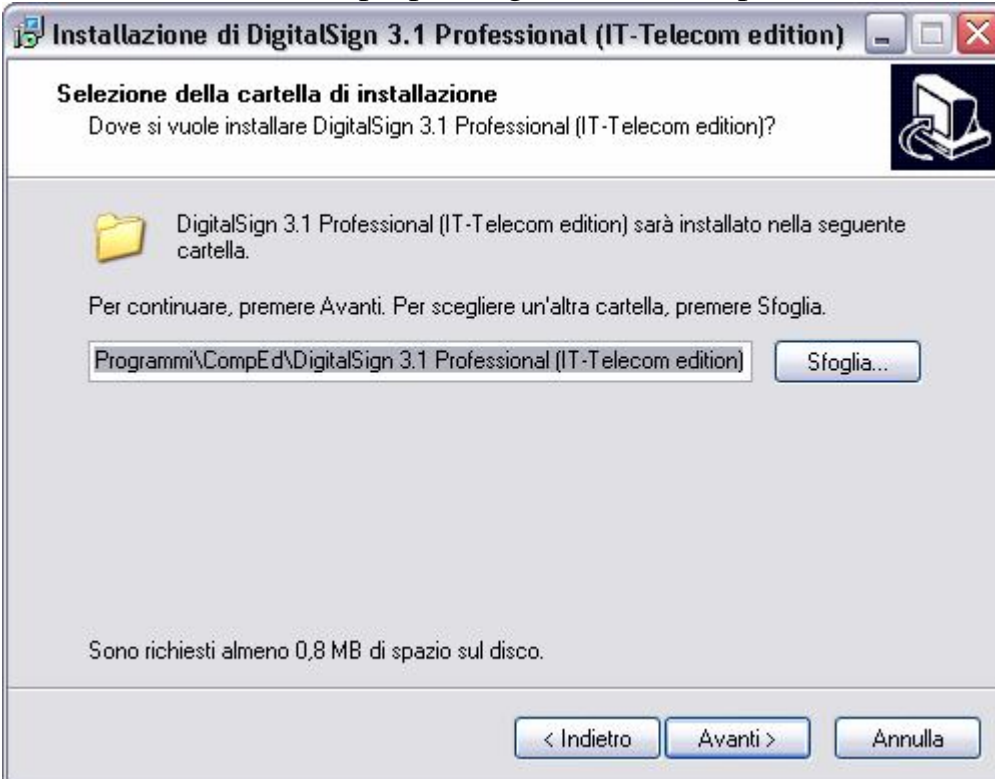 Installazione di DigitalSign 3.1 Professional (IT-Telecom edition)
Selezione della cartella di installazione
Dove si vuole installare DigitalSign 3.1 Professional (IT-Telecom edition)?
DigitalSign 3.1 Professional (IT-Telecom edition) sarà installato nella seguente
cartella.
Per continuare, premere Avanti. Per scegliere un'altra cartella, premere Sfoglia.
Programmi\CompEd\DigitalSign 3.1 Professional (IT-Telecom edition)
Sfoglia...
Sono richiesti almeno 0,8 MB di spazio sul disco.
< Indietro
Avanti >
Annulla